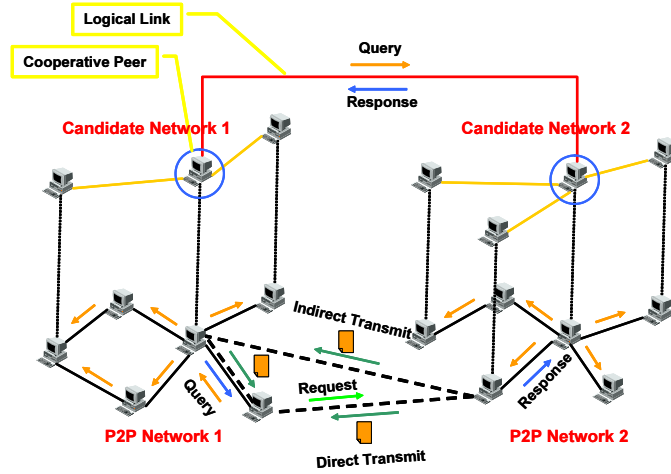 Logical Link
Query
Cooperative Peer
Response
Candidate Network 1
Candidate Network 2
Indirect Transmit
Query
Request
Response
P2P Network 1
P2P Network 2
Direct Transmit